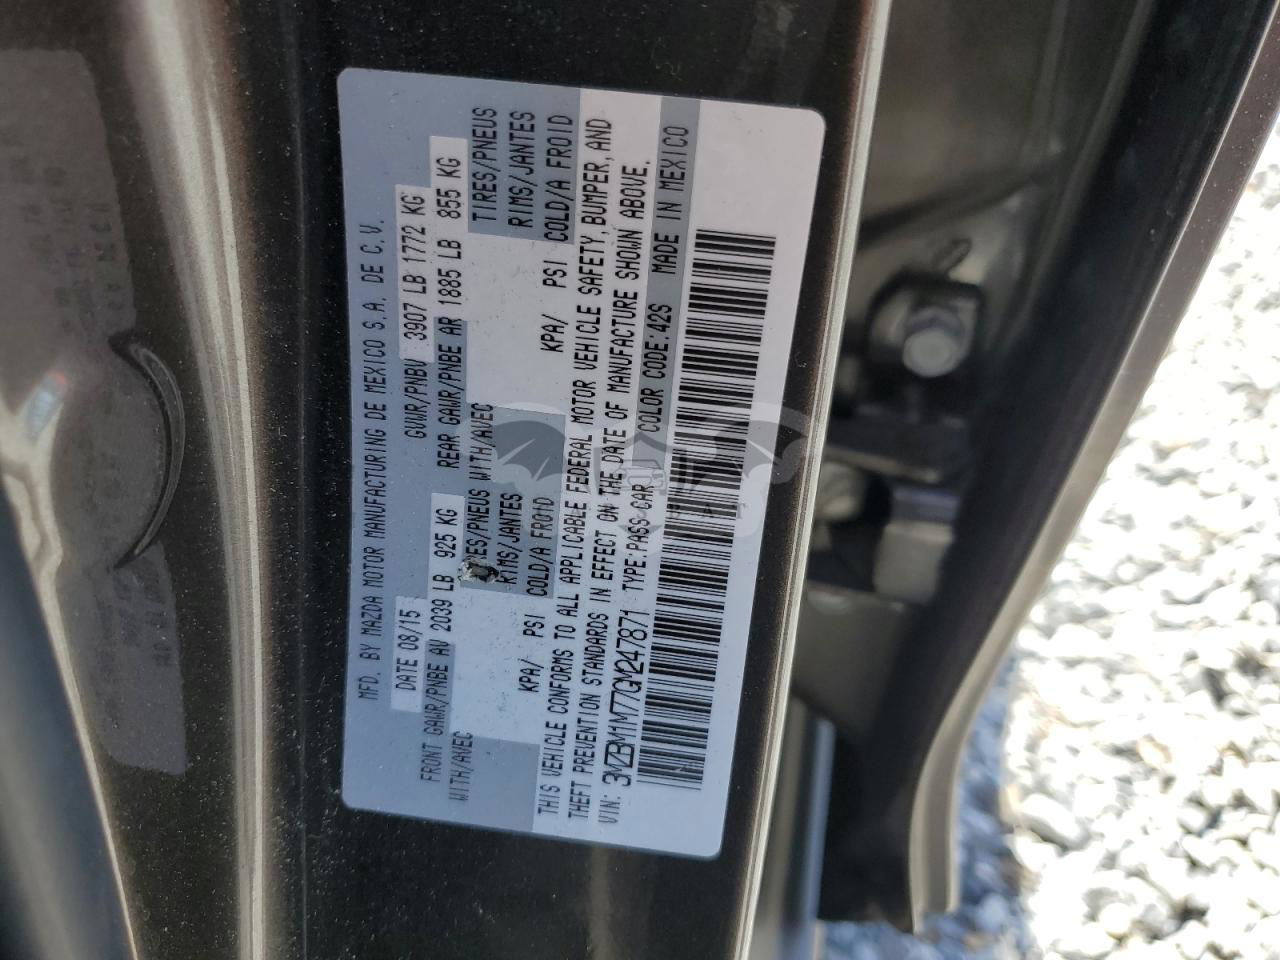 MFD. BY MAZDA MOTOR MANUFACTURING DE MEXICO S.A. DE C.V.
DATE 08/15 GVWR/PNBV 3907 LB 1772 KG
FRONT GAWR/PNBE AV 2039 LB 925 KG REAR GAWR/PNBE AR 1885 LB 855 KG
WITH/AVEC ES/PNEUS WITH/AVEC TIRES/PNEUS
RIMS/JANTES RIMS/JANTES
KPA/ PSI COLD/A FROID KPA/ PSI COLD/A FROID
THIS VEHICLE CONFORMS TO ALL APPLICABLE FEDERAL MOTOR VEHICLE SAFETY, BUMPER, AND
THEFT PREVENTION STANDARDS IN EFFECT ON THE DATE OF MANUFACTURE SHOWN ABOVE.
VIN: 3MZBM1M77GM247871 TYPE:PASS CAR COLOR CODE:42S MADE IN MEXICO